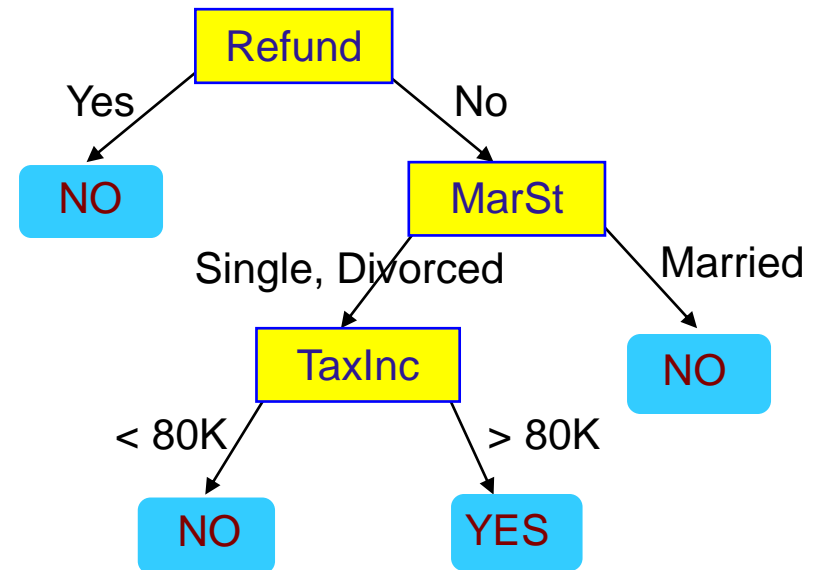 Refund
Yes
No
NO
MarSt
Single, Divorced
Married
TaxInc
NO
< 80K
> 80K
NO
YES